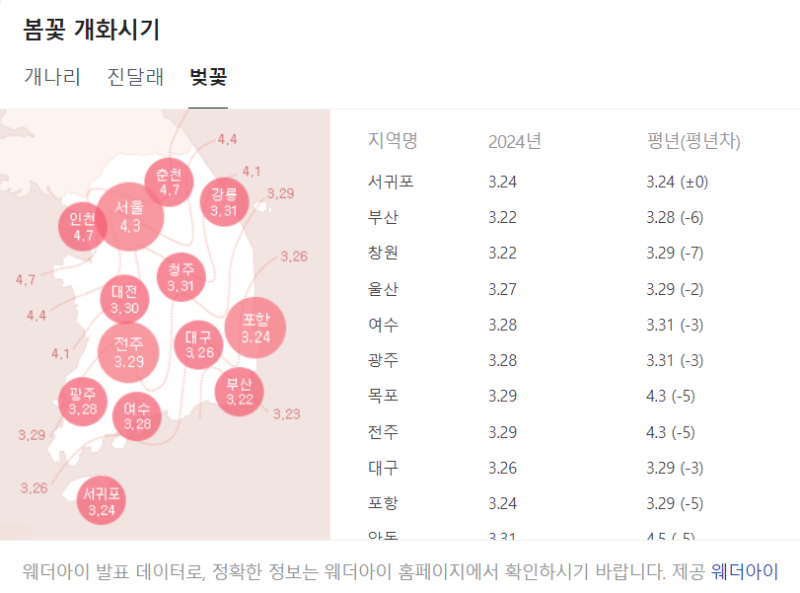 봄꽃 개화시기
개나리 진달래 벚꽃
4.4
춘천
4.7
4.1
강릉
3.31
3.29
서울
4.3
인천
4.7
3.26
청주
3.31
4.7
대전
3.30
4.4
포항
3.24
대구
3.26
전주
3.29
4.1
부산
3.22
광주
3.28
여수
3.28
3.23
3.29
3.26
서귀포
3.24
지역명 2024년 평년(평년차)
서귀포 3.24 3.24 (±0)
부산 3.22 3.28 (-6)
창원 3.22 3.29 (-7)
울산 3.27 3.29 (-2)
여수 3.28 3.31 (-3)
광주 3.28 3.31 (-3)
목포 3.29 4.3 (-5)
전주 3.29 4.3 (-5)
대구 3.26 3.29 (-3)
포항 3.24 3.29 (-5)
안동 3.31 4.5 (-5)
웨더아이 발표 데이터로, 정확한 정보는 웨더아이 홈페이지에서 확인하시기 바랍니다. 제공 웨더아이